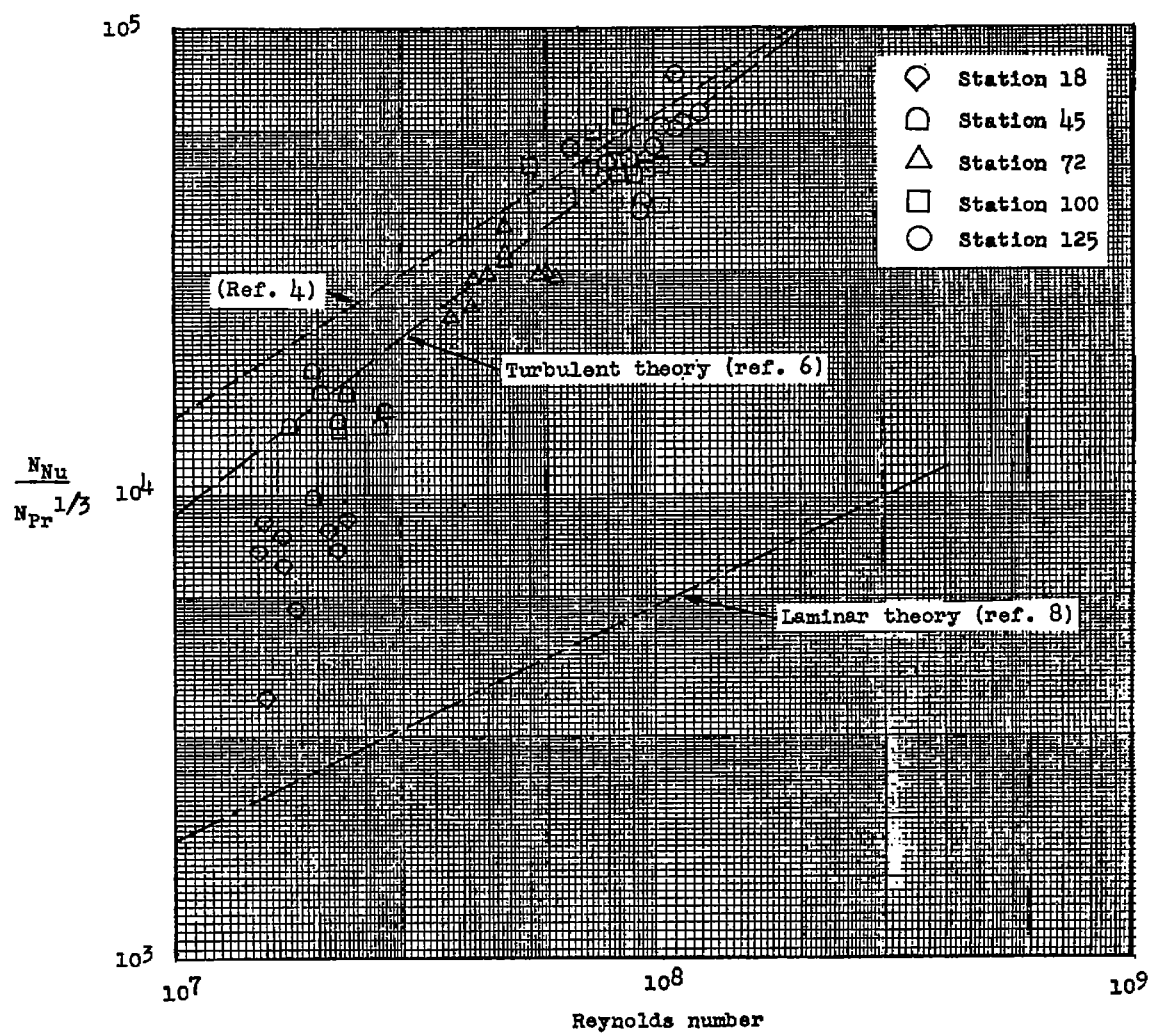 10^5
Station 18
Station 45
Station 72
Station 100
Station 125
(Ref. 4)
Turbulent theory (ref. 6)
N_Nu
N_Pr^1/3
10^4
Laminar theory (ref. 8)
10^3
10^7
10^8
10^9
Reynolds number